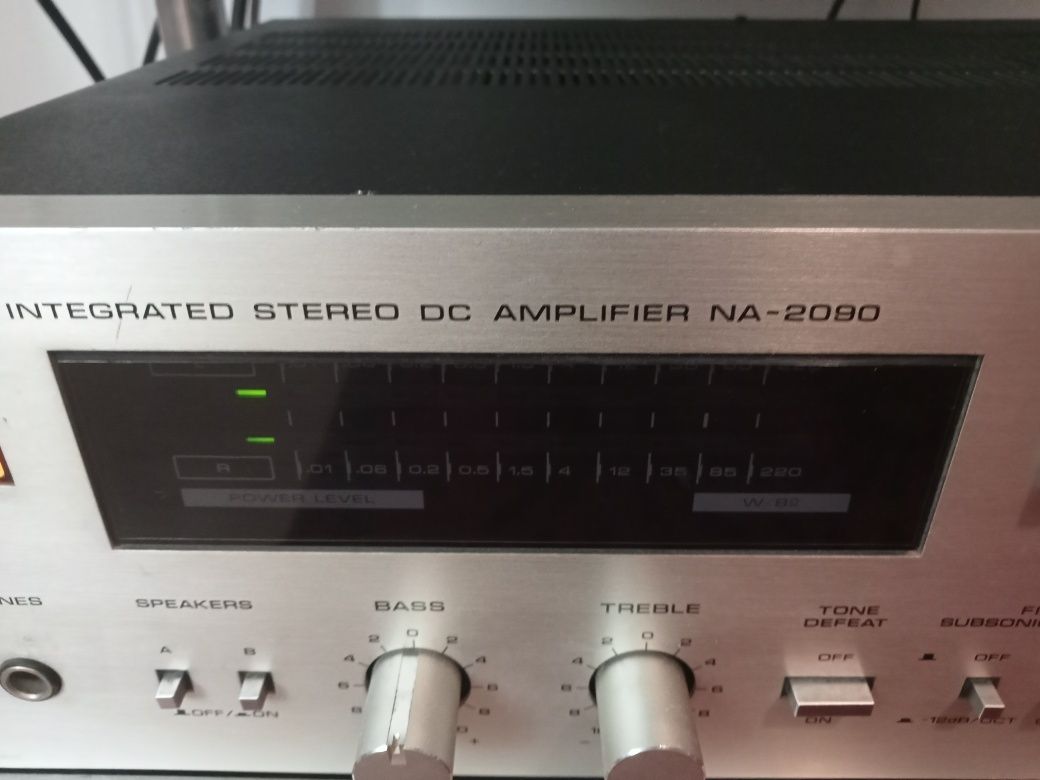 INTEGRATED STEREO DC AMPLIFIER NA-2090
R .01 .06 0.2 0.5 1.5 4 12 35 85 220
POWER LEVEL W-8Ω
SPEAKERS BASS TREBLE TONE DEFEAT
A B OFF OFF
OFF/ ON ON -12dB/OCT
2 0 2
4 4
6 6
8 8
+
2 0 2
4 4
6 6
8 8
-